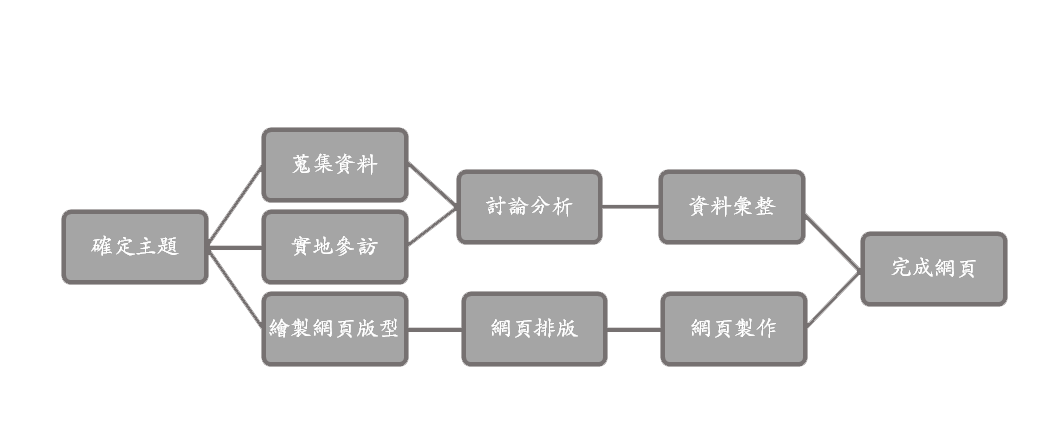 確定主題
蒐集資料
實地參訪
繪製網頁版型
討論分析
網頁排版
資料彙整
網頁製作
完成網頁